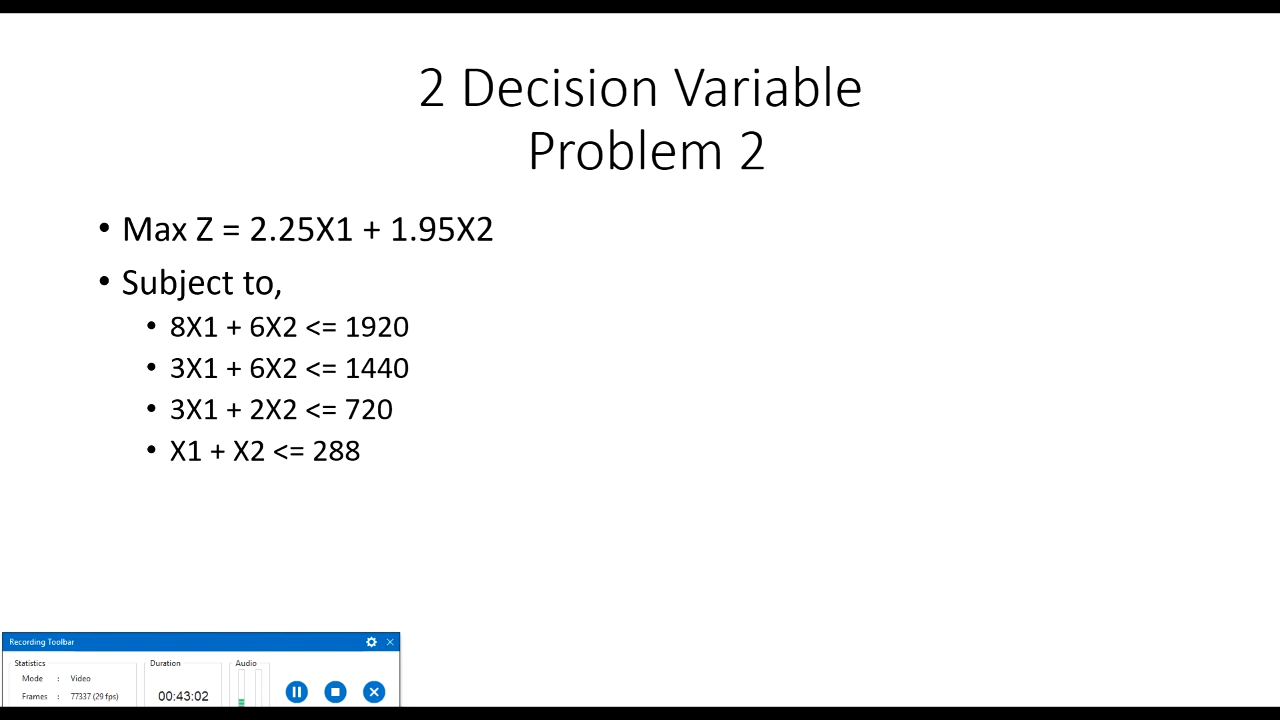 2 Decision Variable
Problem 2
• Max Z = 2.25X1 + 1.95X2
• Subject to,
• 8X1 + 6X2 <= 1920
• 3X1 + 6X2 <= 1440
• 3X1 + 2X2 <= 720
• X1 + X2 <= 288
Recording Toolbar
Statistics
Mode : Video
Frames : 77337 (29 fps)
Duration
00:43:02
Audio